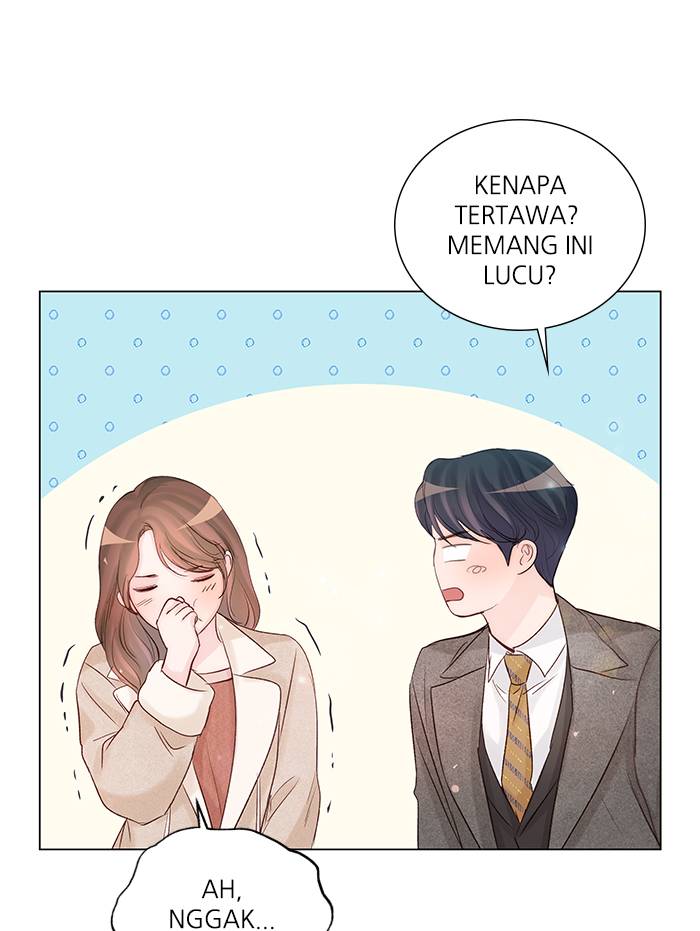 KENAPA
TERTAWA?
MEMANG INI
LUCU?
AH,
NGGAK...